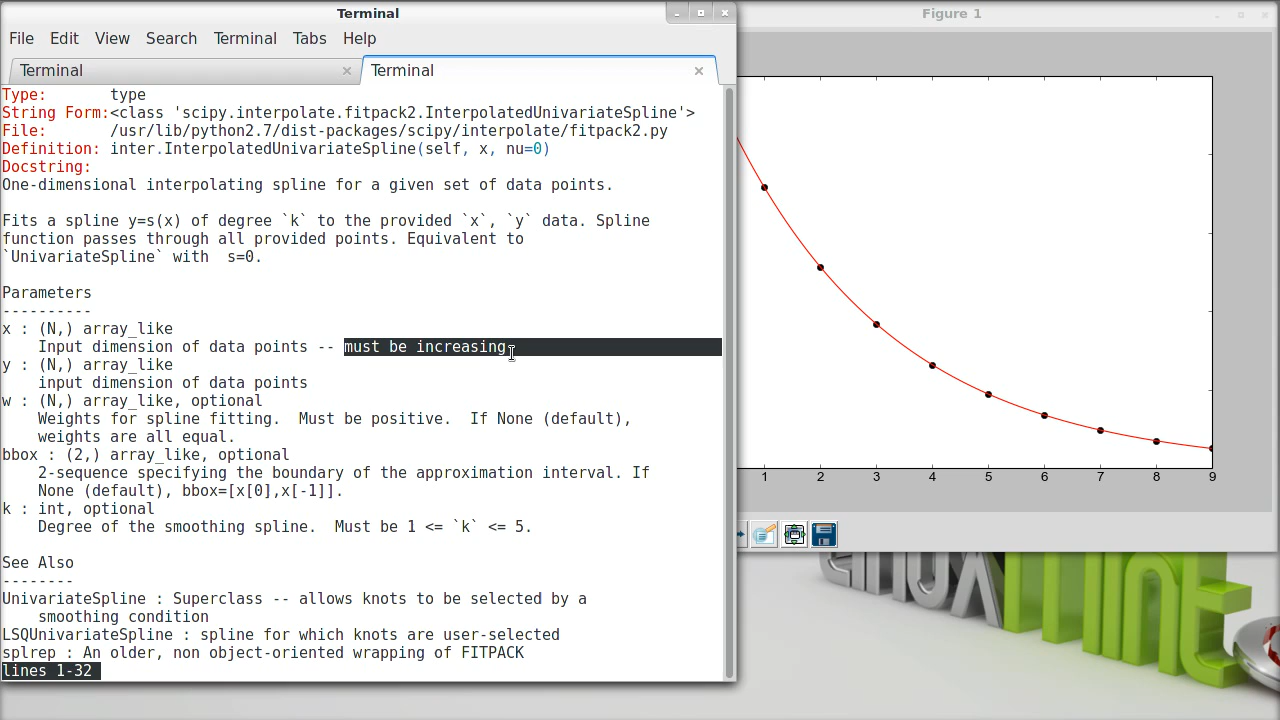 Terminal
File Edit View Search Terminal Tabs Help
Terminal
Terminal
Type: type
String Form:<class 'scipy.interpolate.fitpack2.InterpolatedUnivariateSpline'>
File: /usr/lib/python2.7/dist-packages/scipy/interpolate/fitpack2.py
Definition: inter.InterpolatedUnivariateSpline(self, x, nu=0)
Docstring:
One-dimensional interpolating spline for a given set of data points.
Fits a spline y=s(x) of degree `k` to the provided `x`, `y` data. Spline
function passes through all provided points. Equivalent to
`UnivariateSpline` with  s=0.
Parameters
----------
x : (N,) array_like
Input dimension of data points -- must be increasing
y : (N,) array_like
input dimension of data points
w : (N,) array_like, optional
Weights for spline fitting.  Must be positive.  If None (default),
weights are all equal.
bbox : (2,) array_like, optional
2-sequence specifying the boundary of the approximation interval. If
None (default), bbox=[x[0],x[-1]].
k : int, optional
Degree of the smoothing spline.  Must be 1 <= `k` <= 5.
See Also
--------
UnivariateSpline : Superclass -- allows knots to be selected by a
smoothing condition
LSQUnivariateSpline : spline for which knots are user-selected
splrep : An older, non object-oriented wrapping of FITPACK
lines 1-32
Figure 1
1 2 3 4 5 6 7 8 9
Linux Mint